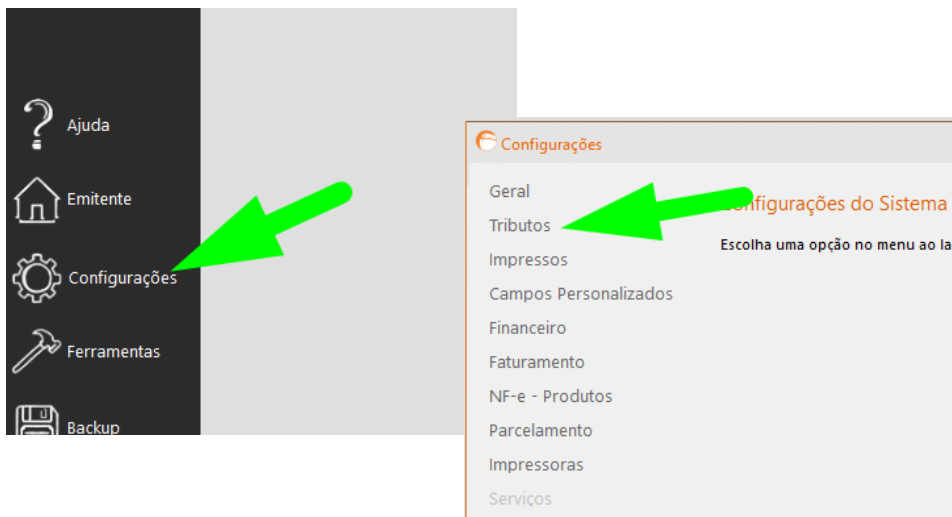 Ajuda
Emitente
Configurações
Ferramentas
Backup
Configurações
Geral
Tributos
Impressos
Campos Personalizados
Financeiro
Faturamento
NF-e - Produtos
Parcelamento
Impressoras
Serviços
onfigurações do Sistema
Escolha uma opção no menu ao la